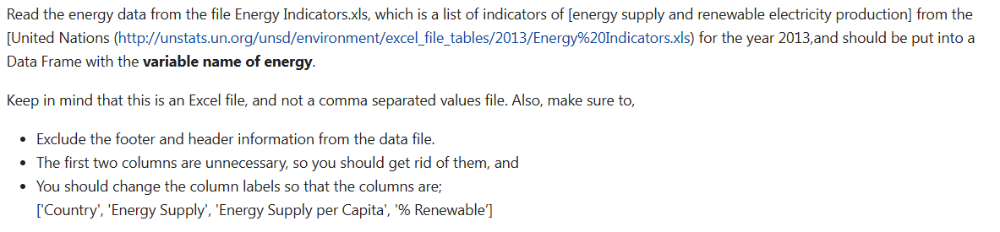 Read the energy data from the file Energy Indicators.xls, which is a list of indicators of [energy supply and renewable electricity production] from the
[United Nations (http://unstats.un.org/unsd/environment/excel_file_tables/2013/Energy%20Indicators.xls) for the year 2013,and should be put into a
Data Frame with the variable name of energy.
Keep in mind that this is an Excel file, and not a comma separated values file. Also, make sure to,
• Exclude the footer and header information from the data file.
• The first two columns are unnecessary, so you should get rid of them, and
• You should change the column labels so that the columns are;
['Country', 'Energy Supply', 'Energy Supply per Capita', '% Renewable’]